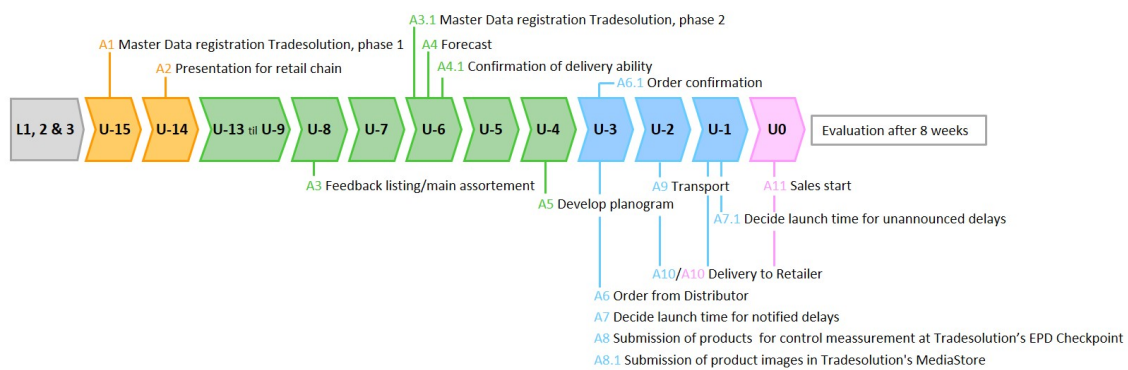 A3.1 Master Data registration Tradesolution, phase 2
A1 Master Data registration Tradesolution, phase 1
A4 Forecast
A2 Presentation for retail chain
A4.1 Confirmation of delivery ability
A6.1 Order confirmation
L1, 2 & 3
U-15
U-14
U-13 til U-9
U-8
U-7
U-6
U-5
U-4
U-3
U-2
U-1
U0
Evaluation after 8 weeks
A3 Feedback listing/main assortement
A9 Transport
A11 Sales start
A5 Develop planogram
A7.1 Decide launch time for unannounced delays
A10/A10 Delivery to Retailer
A6 Order from Distributor
A7 Decide launch time for notified delays
A8 Submission of products for control meassurement at Tradesolution's EPD Checkpoint
A8.1 Submission of product images in Tradesolution's MediaStore